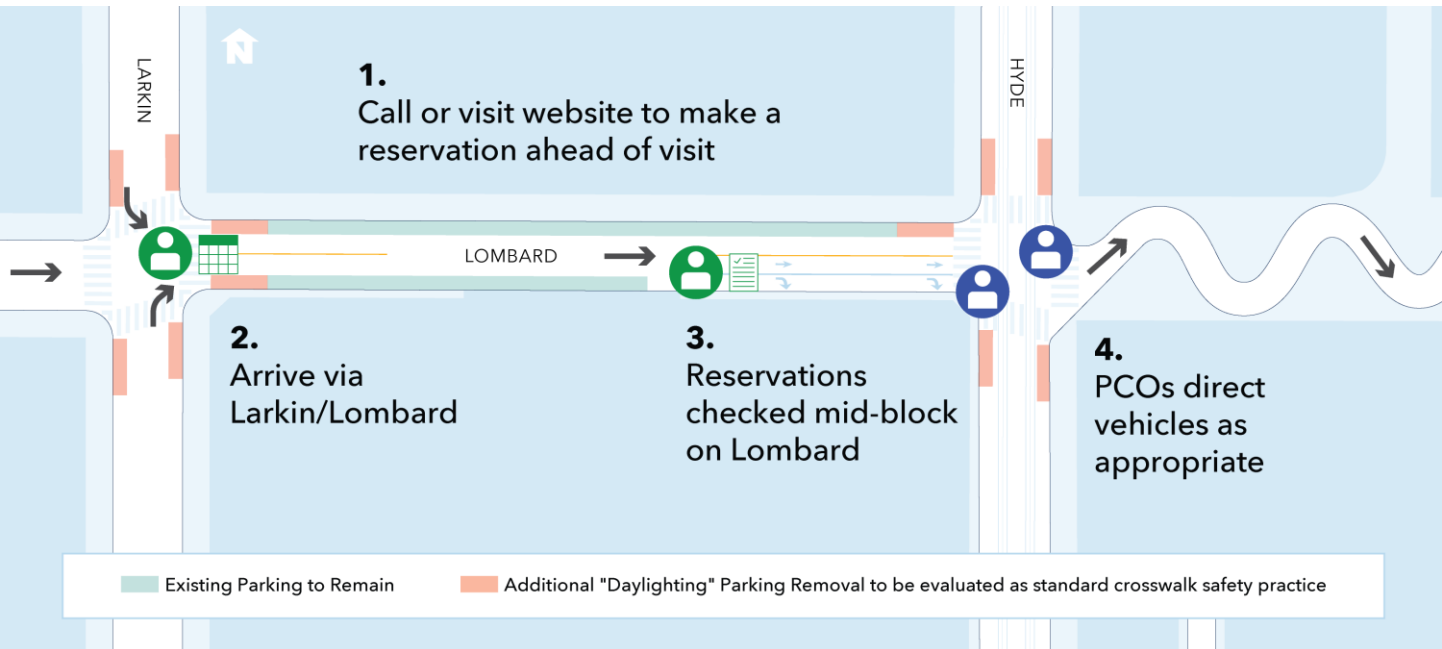 N
LARKIN
HYDE
1.
Call or visit website to make a
reservation ahead of visit
LOMBARD
2.
Arrive via
Larkin/Lombard
3.
Reservations
checked mid-block
on Lombard
4.
PCOs direct
vehicles as
appropriate
Existing Parking to Remain
Additional "Daylighting" Parking Removal to be evaluated as standard crosswalk safety practice